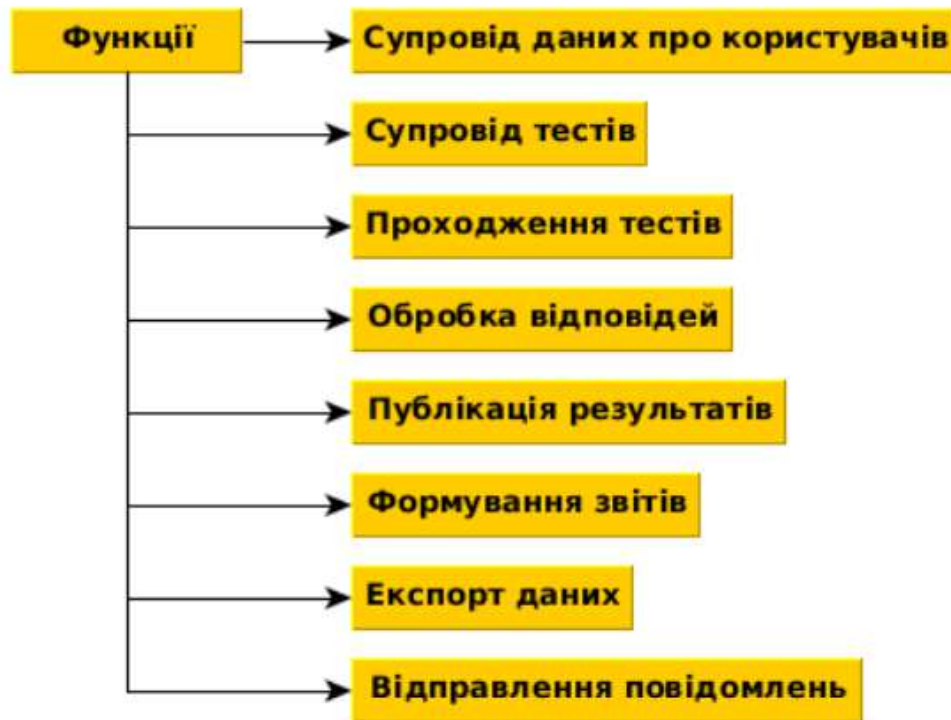 Функції
Супровід даних про користувачів
Супровід тестів
Проходження тестів
Обробка відповідей
Публікація результатів
Формування звітів
Експорт даних
Відправлення повідомлень